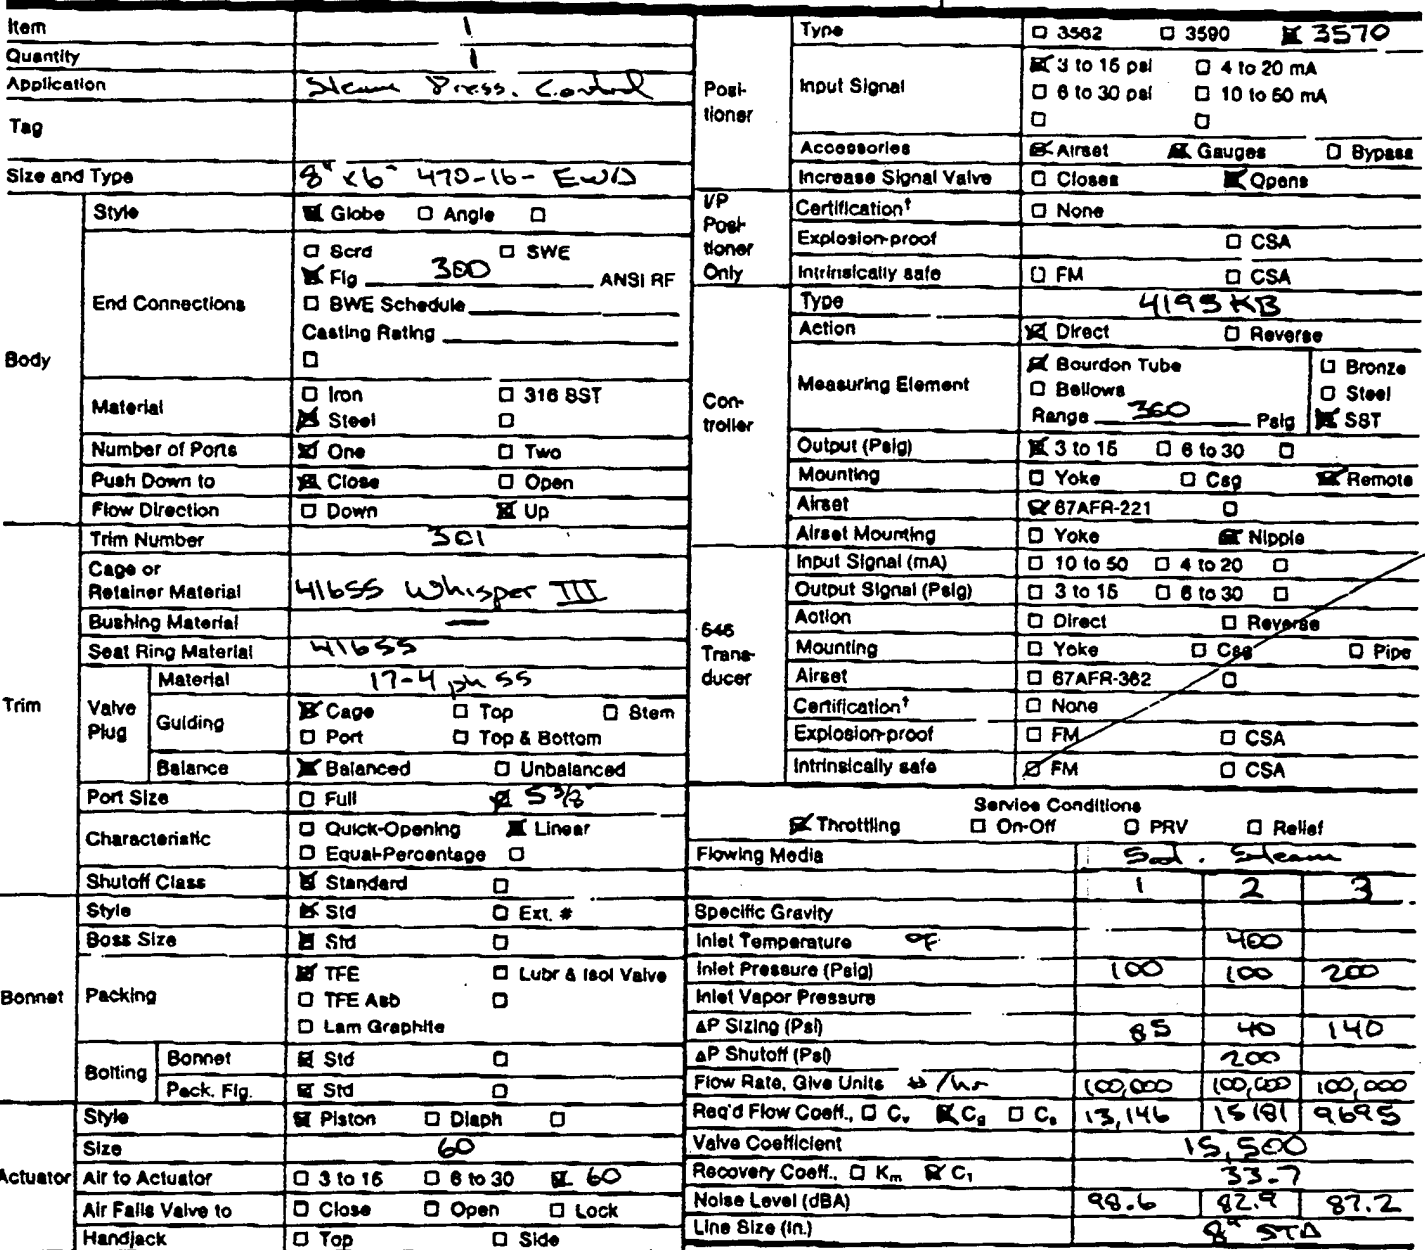 Item 1
Quantity 1
Application Steam Press. Control
Tag
Size and Type 8" x 6" 470-16- EWD
Body
Style ☒ Globe ☐ Angle ☐
End Connections ☐ Scrd ☐ SWE
☒ Flg 300 ANSI RF
☐ BWE Schedule
Casting Rating
☐
Material ☐ Iron ☐ 316 SST
☒ Steel ☐
Number of Ports ☒ One ☐ Two
Push Down to ☒ Close ☐ Open
Flow Direction ☐ Down ☒ Up
Trim
Trim Number 301
Cage or
Retainer Material 416SS Whisper III
Bushing Material —
Seat Ring Material 416SS
Valve Plug
Material 17-4 ph SS
Guiding ☒ Cage ☐ Top ☐ Stem
☐ Port ☐ Top & Bottom
Balance ☒ Balanced ☐ Unbalanced
Port Size ☐ Full ☒ 5 3/8"
Characteristic ☐ Quick-Opening ☒ Linear
☐ Equal-Percentage ☐
Shutoff Class ☒ Standard ☐
Bonnet
Style ☒ Std ☐ Ext. #
Boss Size ☒ Std ☐
Packing ☒ TFE ☐ Lubr & Isol Valve
☐ TFE Asb ☐
☐ Lam Graphite
Bolting
Bonnet ☒ Std ☐
Pack. Flg. ☒ Std ☐
Actuator
Style ☒ Piston ☐ Diaph ☐
Size 60
Air to Actuator ☐ 3 to 15 ☐ 6 to 30 ☒ 60
Air Fails Valve to ☐ Close ☐ Open ☐ Lock
Handjack ☐ Top ☐ Side
Posi-
tioner
Type ☐ 3582 ☐ 3590 ☒ 3570
Input Signal ☒ 3 to 15 psi ☐ 4 to 20 mA
☐ 6 to 30 psi ☐ 10 to 50 mA
☐ ☐
Accessories ☒ Airset ☒ Gauges ☐ Bypass
Increase Signal Valve ☐ Closes ☒ Opens
I/P
Posi-
tioner
Only
Certification† ☐ None
Explosion-proof ☐ CSA
Intrinsically safe ☐ FM ☐ CSA
Con-
troller
Type 4195KB
Action ☒ Direct ☐ Reverse
Measuring Element ☒ Bourdon Tube ☐ Bronze
☐ Bellows ☐ Steel
Range 360 Psig ☒ SST
Output (Psig) ☒ 3 to 15 ☐ 6 to 30 ☐
Mounting ☐ Yoke ☐ Csg ☒ Remote
Airset ☒ 67AFR-221 ☐
Airset Mounting ☐ Yoke ☒ Nipple
546
Trans-
ducer
Input Signal (mA) ☐ 10 to 50 ☐ 4 to 20 ☐
Output Signal (Psig) ☐ 3 to 15 ☐ 6 to 30 ☐
Action ☐ Direct ☐ Reverse
Mounting ☐ Yoke ☐ Csg ☐ Pipe
Airset ☐ 67AFR-362 ☐
Certification† ☐ None
Explosion-proof ☐ FM ☐ CSA
Intrinsically safe ☐ FM ☐ CSA
Service Conditions
☒ Throttling ☐ On-Off ☐ PRV ☐ Relief
Flowing Media Sat. Steam
1 2 3
Specific Gravity
Inlet Temperature °F 400
Inlet Pressure (Psig) 100 100 200
Inlet Vapor Pressure
ΔP Sizing (Psi) 85 40 140
ΔP Shutoff (Psi) 200
Flow Rate, Give Units #/hr 100,000 100,000 100,000
Req'd Flow Coeff., ☐ Cv ☒ Cg ☐ Cs 13,146 15181 9695
Valve Coefficient 15,500
Recovery Coeff., ☐ Km ☒ C1 33.7
Noise Level (dBA) 98.6 82.9 87.2
Line Size (In.) 8" STD